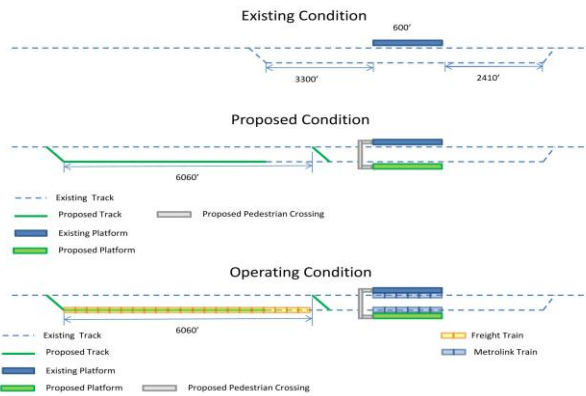 Existing Condition
600'
3300'
2410'
Proposed Condition
6060'
Existing Track
Proposed Track
Proposed Pedestrian Crossing
Existing Platform
Proposed Platform
Operating Condition
6060'
Existing Track
Freight Train
Proposed Track
Metrolink Train
Existing Platform
Proposed Platform
Proposed Pedestrian Crossing